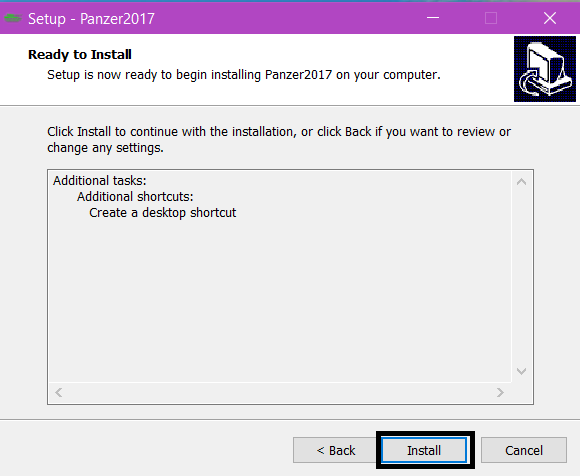 Setup - Panzer2017
Ready to Install
Setup is now ready to begin installing Panzer2017 on your computer.
Click Install to continue with the installation, or click Back if you want to review or
change any settings.
Additional tasks:
Additional shortcuts:
Create a desktop shortcut
< Back
Install
Cancel